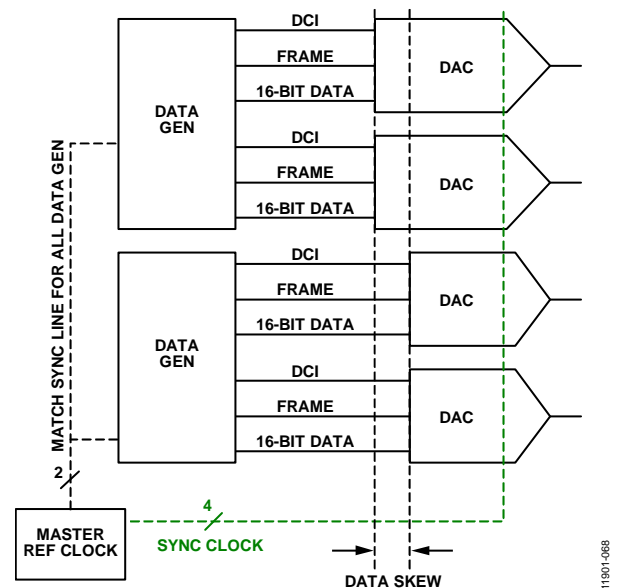 DCI
FRAME
DAC
16-BIT DATA
DATA
GEN
DCI
FRAME
DAC
16-BIT DATA
MATCH SYNC LINE FOR ALL DATA GEN
DCI
FRAME
DAC
16-BIT DATA
DATA
GEN
DCI
FRAME
DAC
16-BIT DATA
2
4
MASTER
REF CLOCK
SYNC CLOCK
DATA SKEW
11901-068